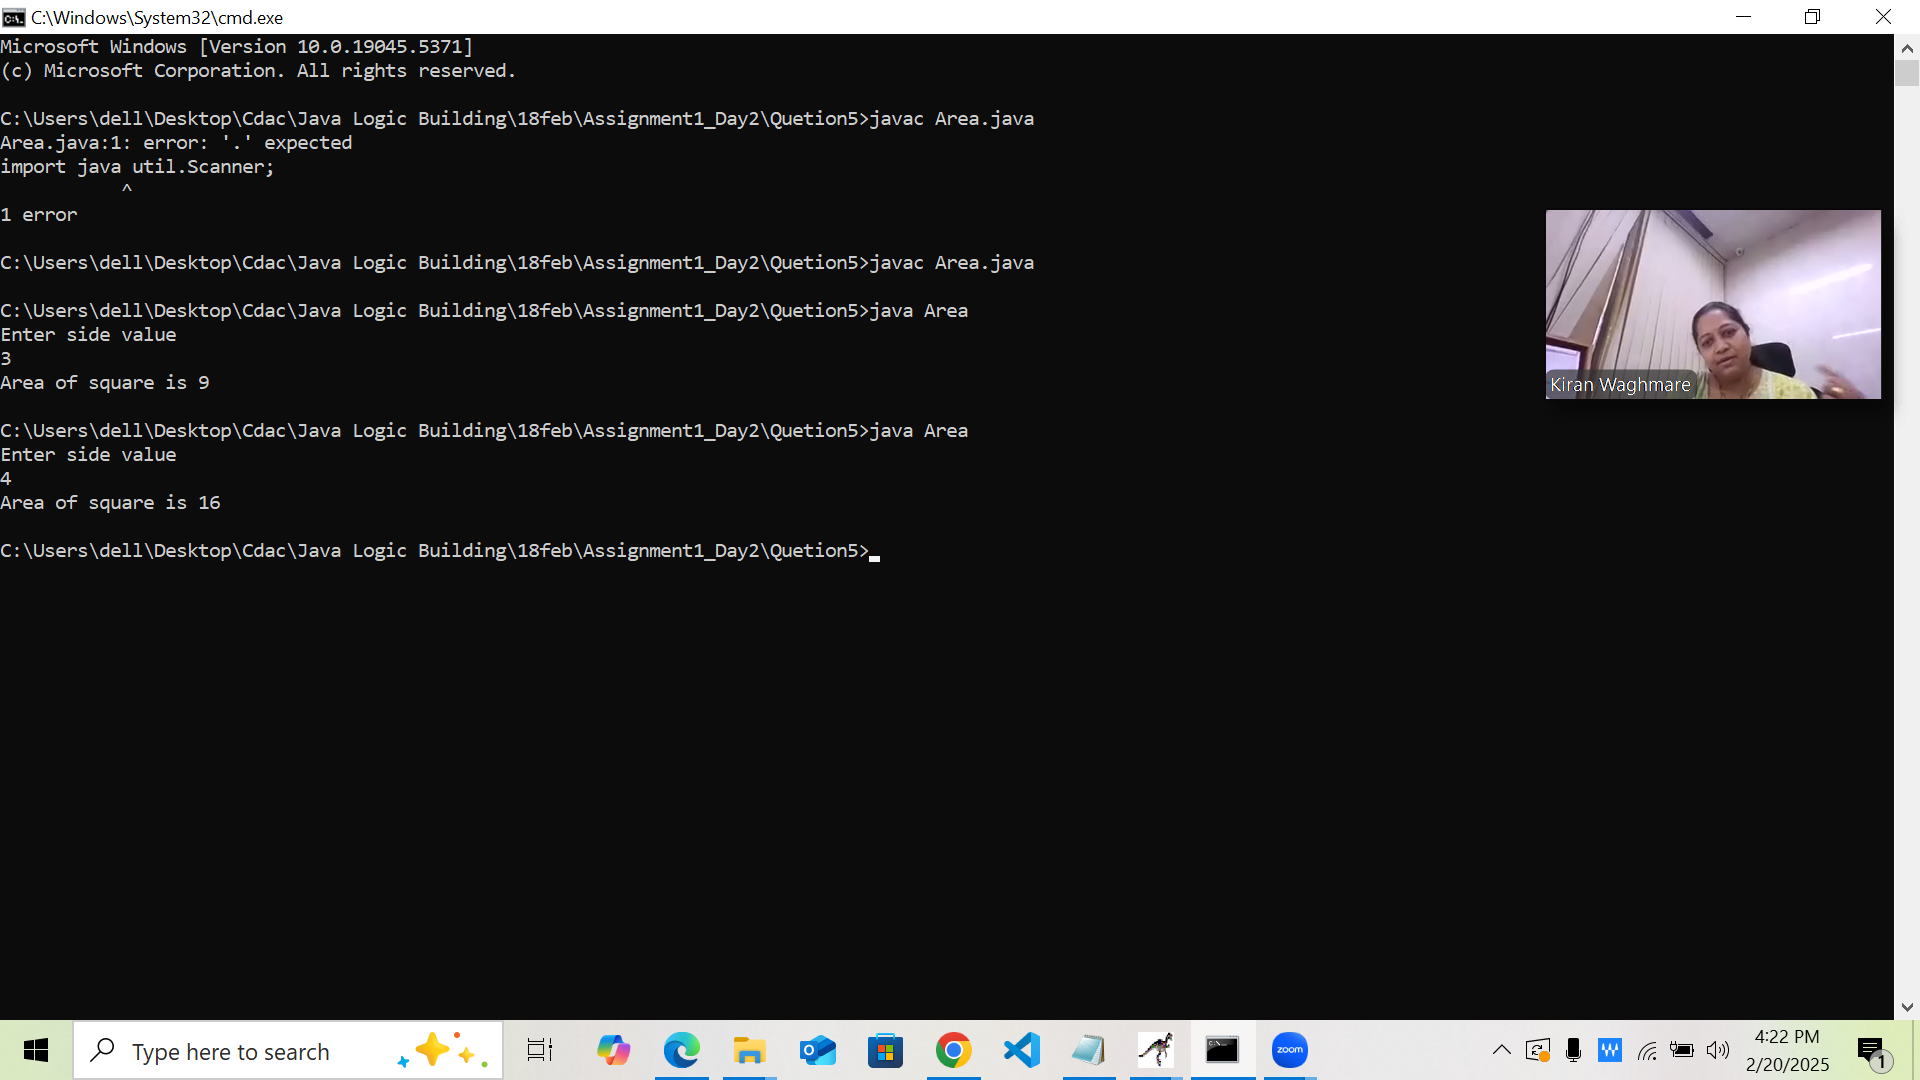 C:\Windows\System32\cmd.exe
Microsoft Windows [Version 10.0.19045.5371]
(c) Microsoft Corporation. All rights reserved.
C:\Users\dell\Desktop\Cdac\Java Logic Building\18feb\Assignment1_Day2\Quetion5>javac Area.java
Area.java:1: error: '.' expected
import java util.Scanner;
^
1 error
C:\Users\dell\Desktop\Cdac\Java Logic Building\18feb\Assignment1_Day2\Quetion5>javac Area.java
C:\Users\dell\Desktop\Cdac\Java Logic Building\18feb\Assignment1_Day2\Quetion5>java Area
Enter side value
3
Area of square is 9
C:\Users\dell\Desktop\Cdac\Java Logic Building\18feb\Assignment1_Day2\Quetion5>java Area
Enter side value
4
Area of square is 16
C:\Users\dell\Desktop\Cdac\Java Logic Building\18feb\Assignment1_Day2\Quetion5>
Kiran Waghmare
Type here to search
zoom
4:22 PM
2/20/2025
1